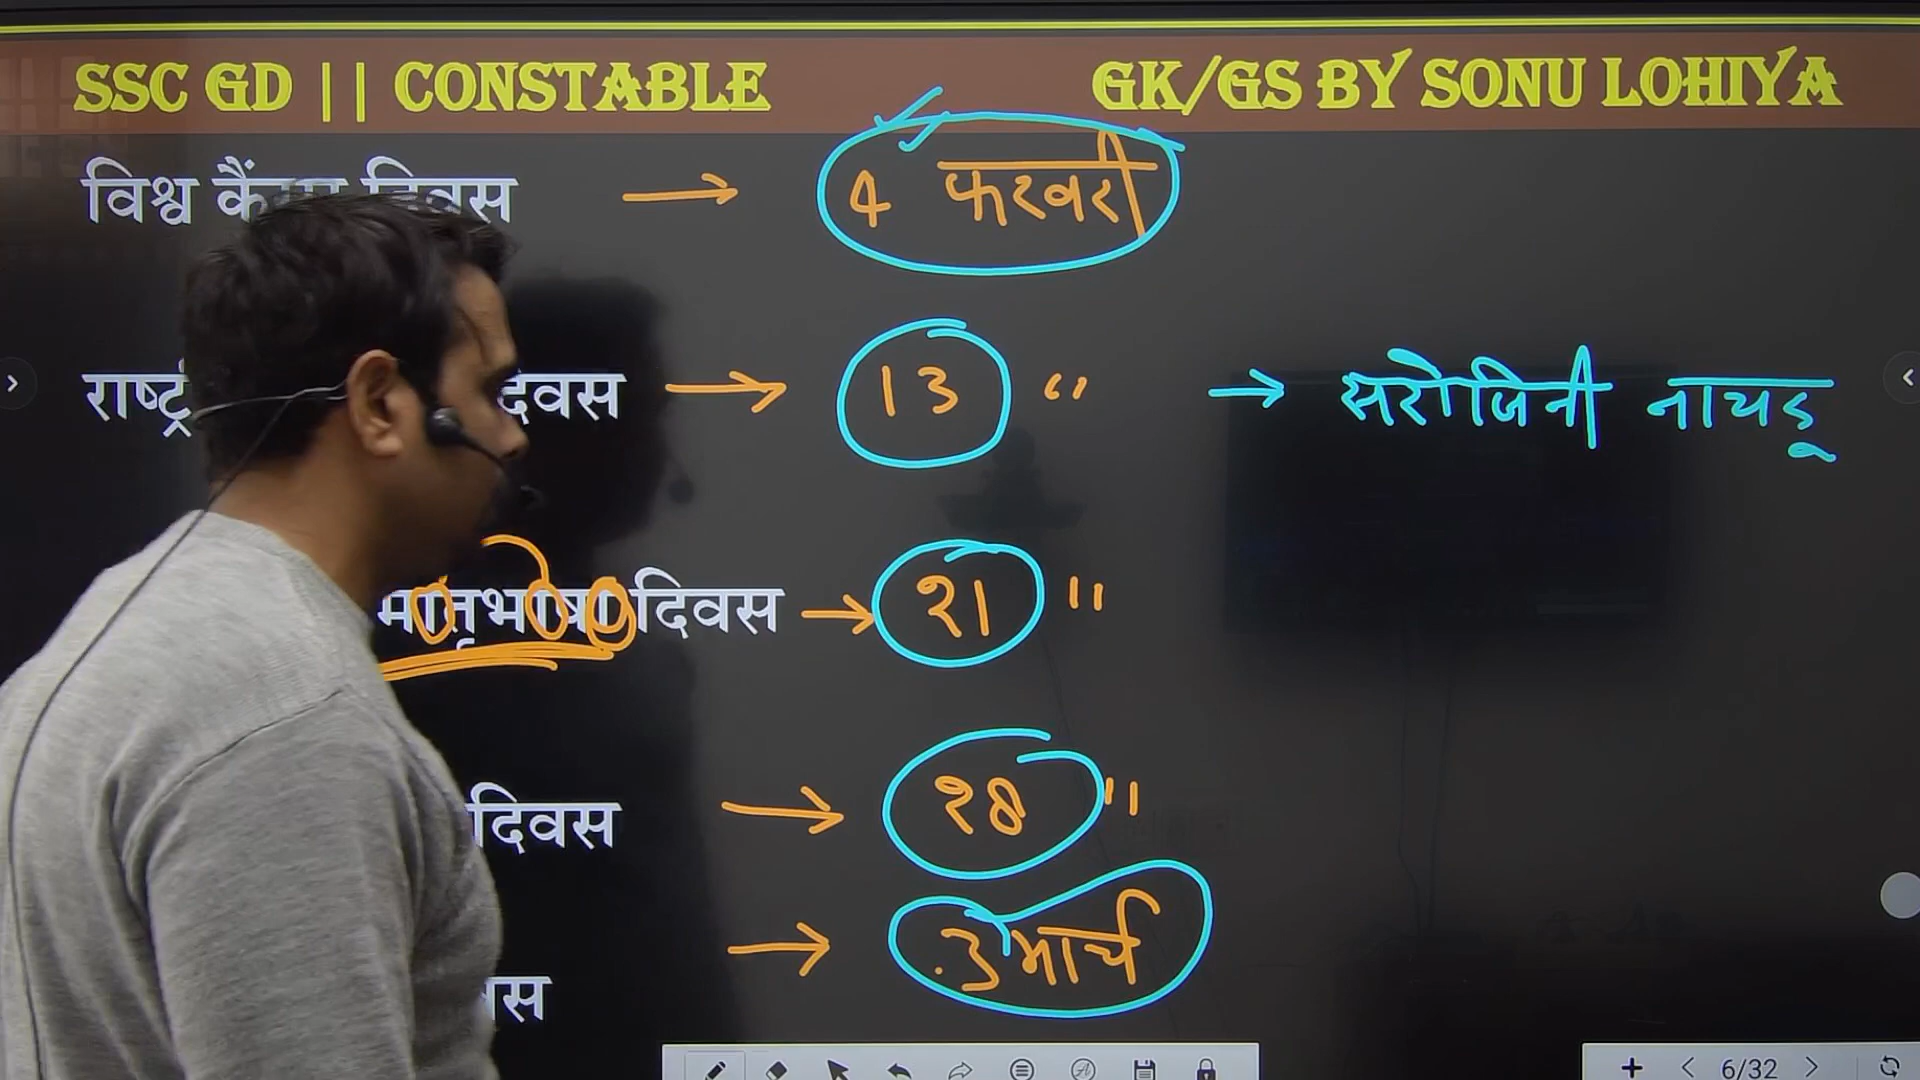 SSC GD || CONSTABLE GK/GS BY SONU LOHIYA
विश्व दिवस → 4 फरवरी
→ 13 " → सरोजिनी नायडू
मातृभाषा दिवस → २1 "
दिवस → २8 "
→ 3 मार्च
6/32